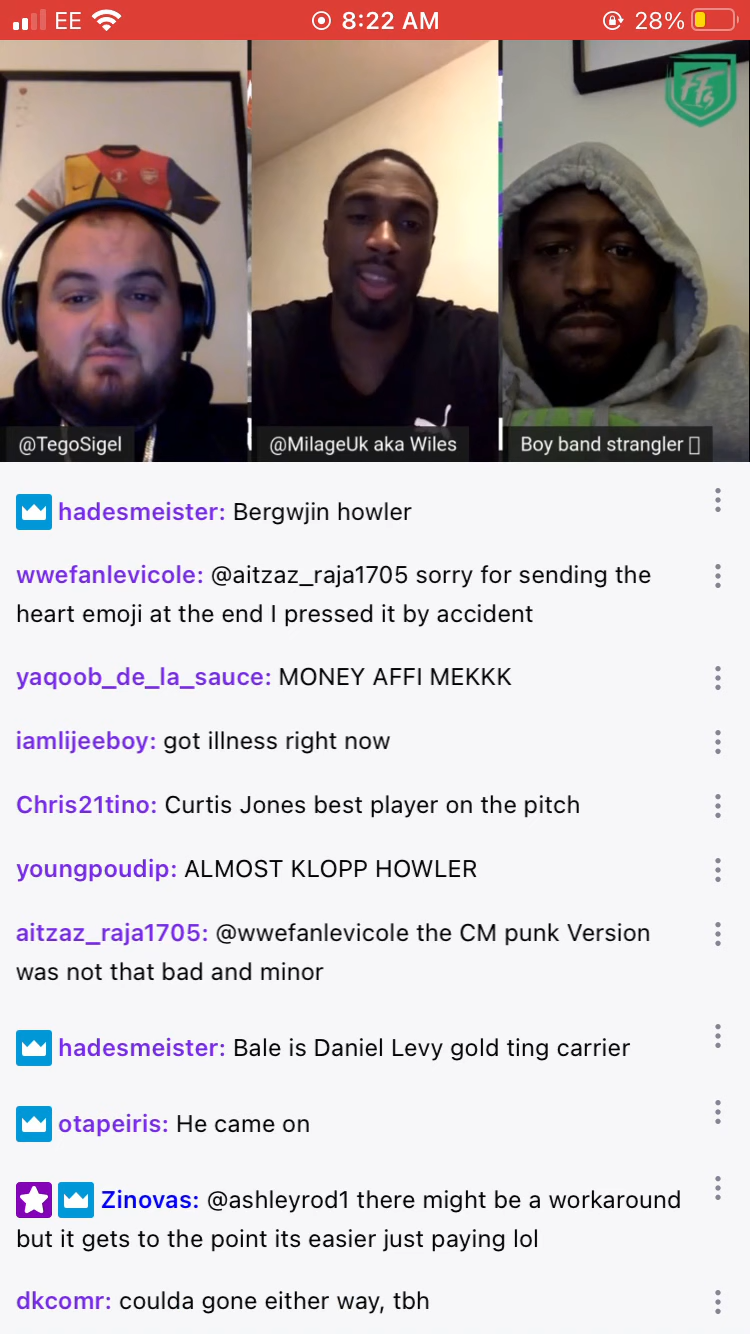 EE 8:22 AM 28%
FFs
@TegoSigel
@MilageUk aka Wiles
Boy band strangler
hadesmeister: Bergwjin howler
wwefanlevicole: @aitzaz_raja1705 sorry for sending the
heart emoji at the end I pressed it by accident
yaqoob_de_la_sauce: MONEY AFFI MEKKK
iamlijeeboy: got illness right now
Chris21tino: Curtis Jones best player on the pitch
youngpoudip: ALMOST KLOPP HOWLER
aitzaz_raja1705: @wwefanlevicole the CM punk Version
was not that bad and minor
hadesmeister: Bale is Daniel Levy gold ting carrier
otapeiris: He came on
Zinovas: @ashleyrod1 there might be a workaround
but it gets to the point its easier just paying lol
dkcomr: coulda gone either way, tbh